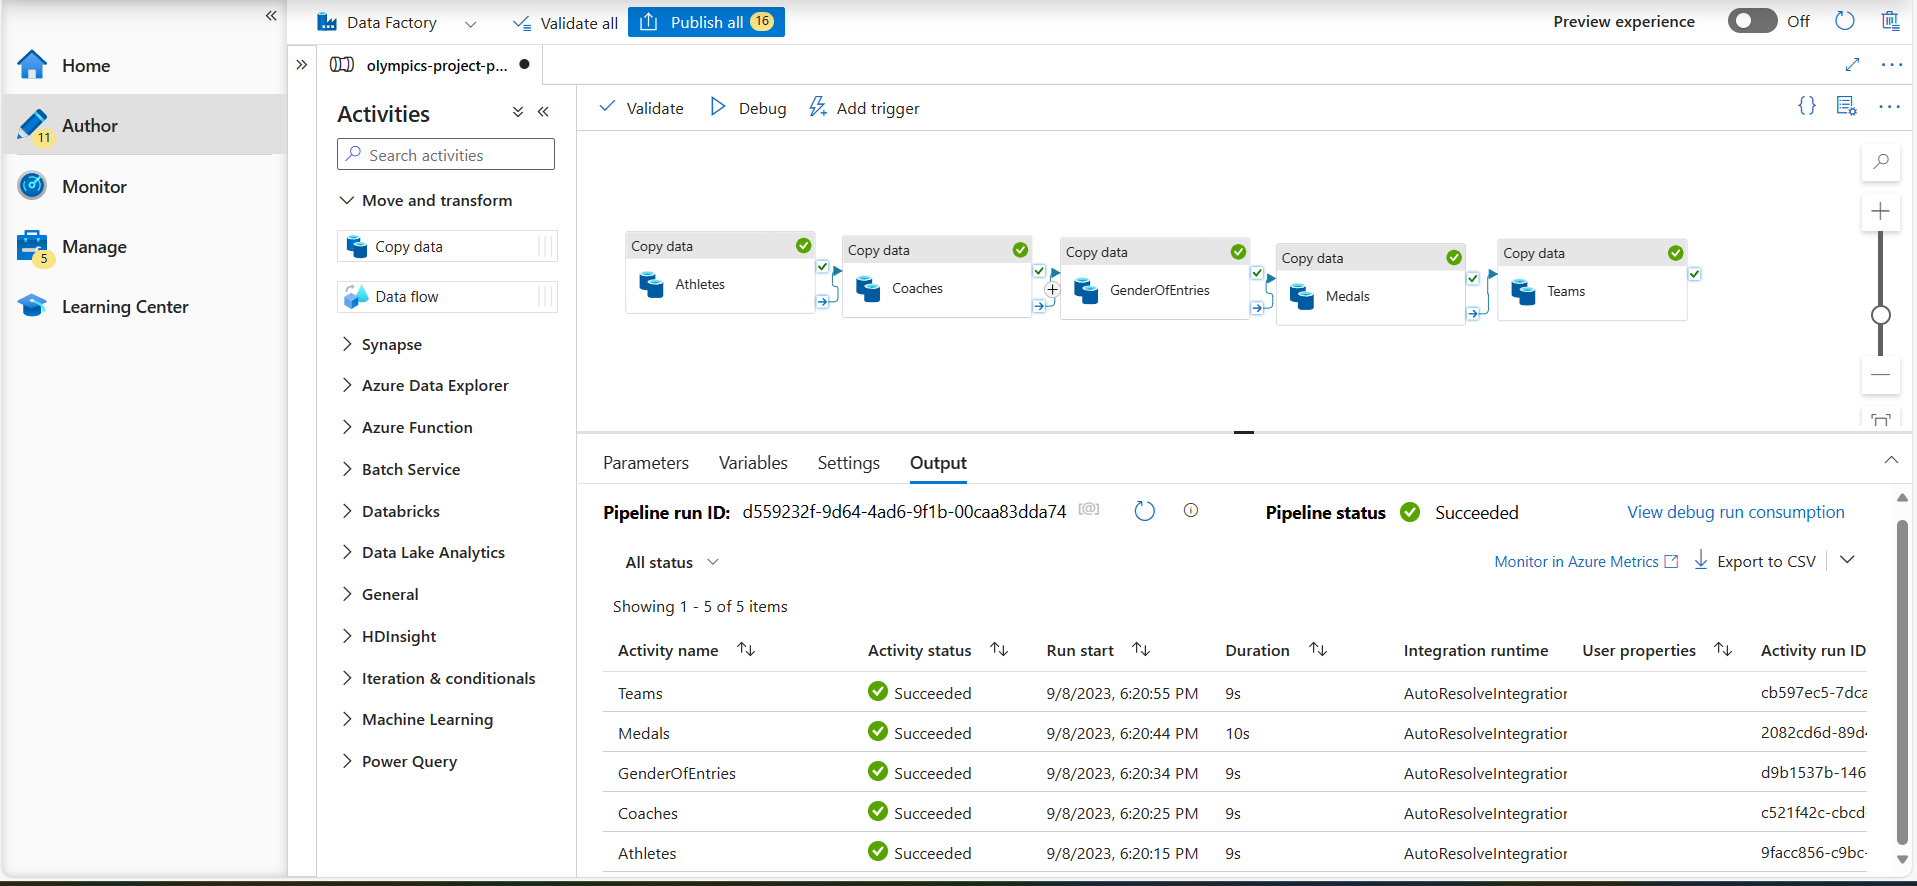 Data Factory
Validate all
Publish all 16
Preview experience
Off
Home
Author
11
Monitor
Manage
5
Learning Center
olympics-project-p...
Activities
Search activities
Move and transform
Copy data
Data flow
Synapse
Azure Data Explorer
Azure Function
Batch Service
Databricks
Data Lake Analytics
General
HDInsight
Iteration & conditionals
Machine Learning
Power Query
Validate
Debug
Add trigger
{}
Copy data
Athletes
Copy data
Coaches
Copy data
GenderOfEntries
Copy data
Medals
Copy data
Teams
Parameters Variables Settings Output
Pipeline run ID: d559232f-9d64-4ad6-9f1b-00caa83dda74 [@]
Pipeline status Succeeded
View debug run consumption
All status
Monitor in Azure Metrics
Export to CSV
Showing 1 - 5 of 5 items
Activity name Activity status Run start Duration Integration runtime User properties Activity run ID
Teams Succeeded 9/8/2023, 6:20:55 PM 9s AutoResolveIntegration cb597ec5-7dca
Medals Succeeded 9/8/2023, 6:20:44 PM 10s AutoResolveIntegration 2082cd6d-89d4
GenderOfEntries Succeeded 9/8/2023, 6:20:34 PM 9s AutoResolveIntegration d9b1537b-146
Coaches Succeeded 9/8/2023, 6:20:25 PM 9s AutoResolveIntegration c521f42c-cbcd
Athletes Succeeded 9/8/2023, 6:20:15 PM 9s AutoResolveIntegration 9facc856-c9bc-